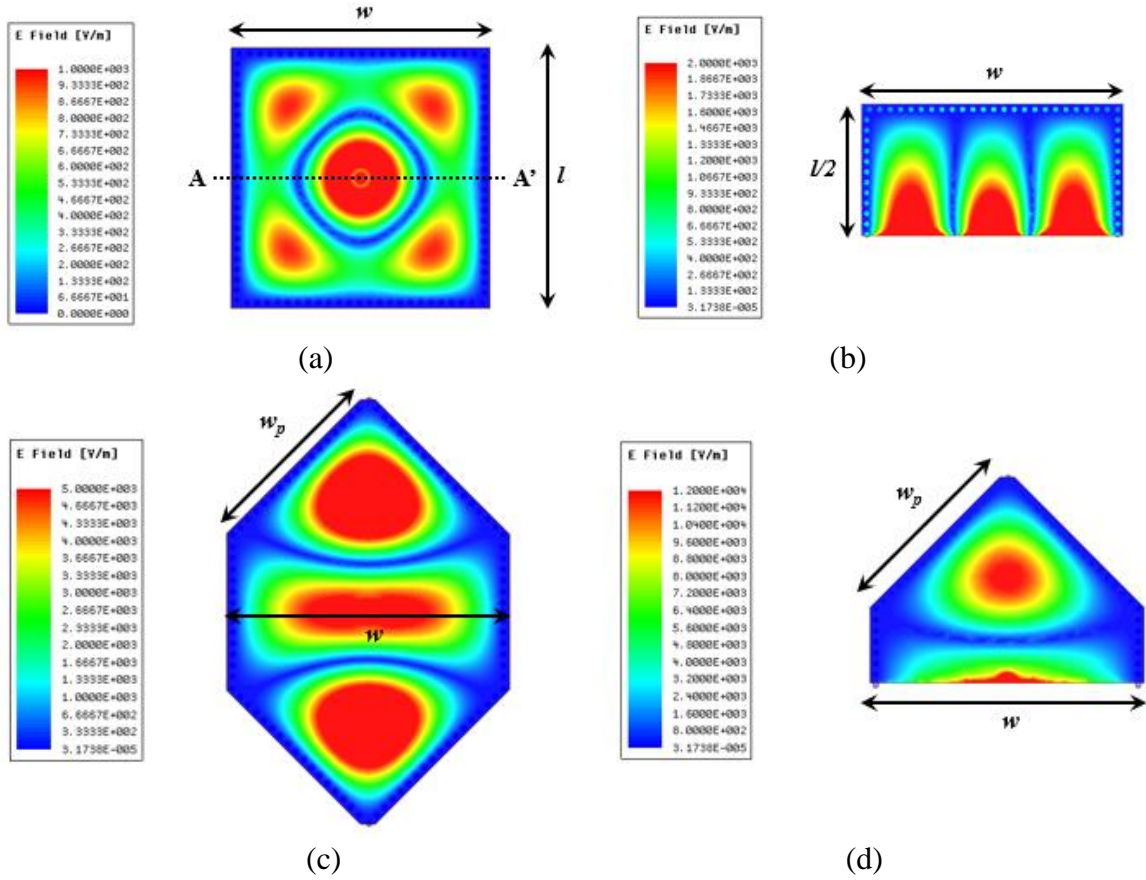 w
E Field [V/m]
1.0000E+003
9.3333E+002
8.6667E+002
8.0000E+002
7.3333E+002
6.6667E+002
6.0000E+002
5.3333E+002
4.6667E+002
4.0000E+002
3.3333E+002
2.6667E+002
2.0000E+002
1.3333E+002
6.6667E+001
0.0000E+000
A
A'
l
(a)
E Field [V/m]
2.0000E+003
1.8667E+003
1.7333E+003
1.6000E+003
1.4667E+003
1.3333E+003
1.2000E+003
1.0667E+003
9.3333E+002
8.0000E+002
6.6667E+002
5.3333E+002
4.0000E+002
2.6667E+002
1.3333E+002
3.1738E-005
w
l/2
(b)
E Field [V/m]
5.0000E+003
4.6667E+003
4.3333E+003
4.0000E+003
3.6667E+003
3.3333E+003
3.0000E+003
2.6667E+003
2.3333E+003
2.0000E+003
1.6667E+003
1.3333E+003
1.0000E+003
6.6667E+002
3.3333E+002
3.1738E-005
wp
w
(c)
E Field [V/m]
1.2000E+004
1.1200E+004
1.0400E+004
9.6000E+003
8.8000E+003
8.0000E+003
7.2000E+003
6.4000E+003
5.6000E+003
4.8000E+003
4.0000E+003
3.2000E+003
2.4000E+003
1.6000E+003
8.0000E+002
3.1738E-005
wp
w
(d)